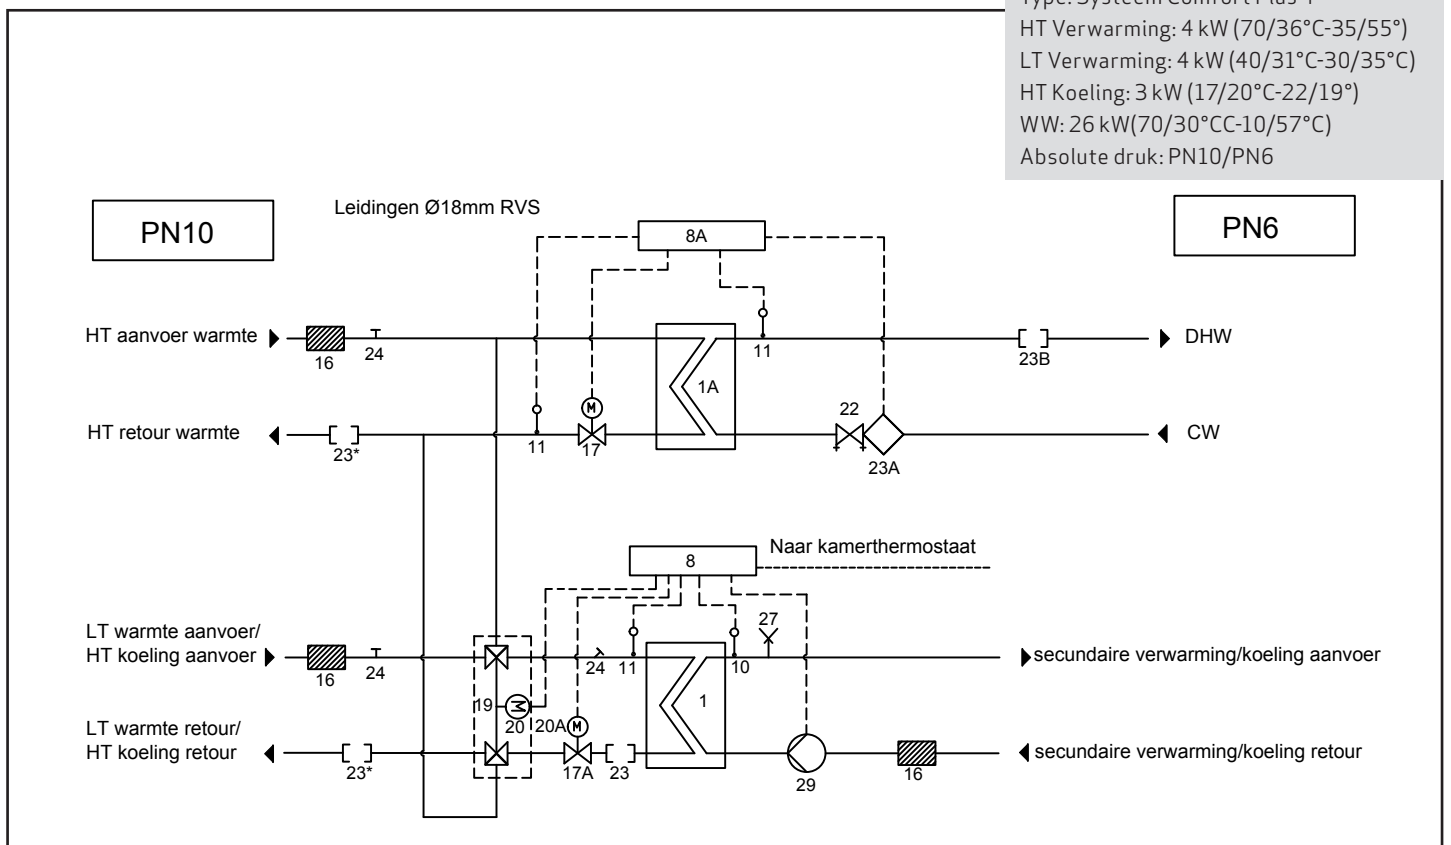 Type: Systeem Comfort Plus 4
HT Verwarming: 4 kW (70/36°C-35/55°)
LT Verwarming: 4 kW (40/31°C-30/35°C)
HT Koeling: 3 kW (17/20°C-22/19°)
WW: 26 kW(70/30°CC-10/57°C)
Absolute druk: PN10/PN6
PN10
Leidingen Ø18mm RVS
PN6
8A
HT aanvoer warmte
16
24
11
23B
DHW
1A
M
22
HT retour warmte
23*
11
17
23A
CW
8
Naar kamerthermostaat
27
LT warmte aanvoer/
HT koeling aanvoer
16
24
24
11
10
secundaire verwarming/koeling aanvoer
19
M
20
20A
M
1
LT warmte retour/
HT koeling retour
23*
17A
23
29
16
secundaire verwarming/koeling retour